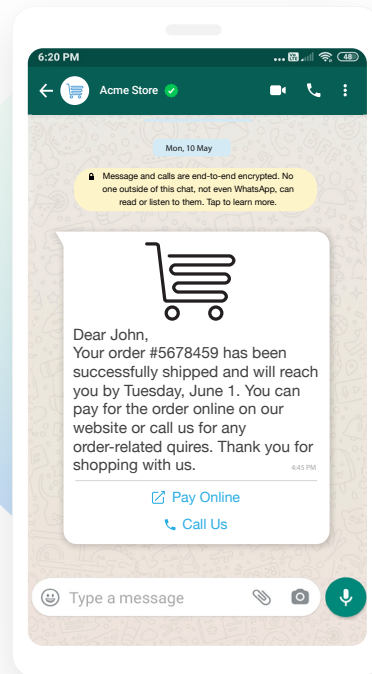 6:20 PM
48
Acme Store
Mon, 10 May
Message and calls are end-to-end encrypted. No
one outside of this chat, not even WhatsApp, can
read or listen to them. Tap to learn more.
Dear John,
Your order #5678459 has been
successfully shipped and will reach
you by Tuesday, June 1. You can
pay for the order online on our
website or call us for any
order-related quires. Thank you for
shopping with us.
4:45 PM
Pay Online
Call Us
Type a message